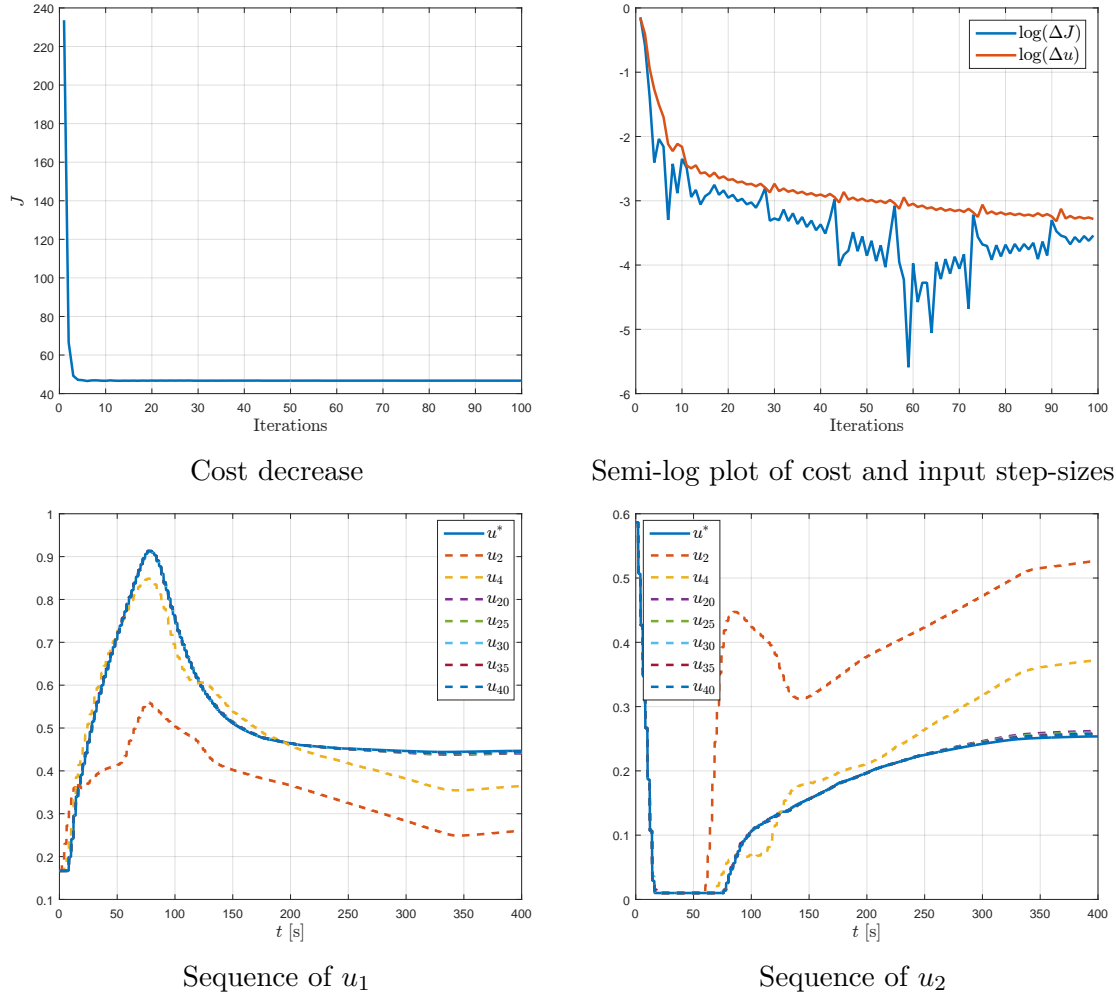 240
220
200
180
160
140
120
100
80
60
40
J
0 10 20 30 40 50 60 70 80 90 100
Iterations
Cost decrease
0
-1
-2
-3
-4
-5
-6
log(ΔJ)
log(Δu)
0 10 20 30 40 50 60 70 80 90 100
Iterations
Semi-log plot of cost and input step-sizes
1
0.9
0.8
0.7
0.6
0.5
0.4
0.3
0.2
0.1
u*
u₂
u₄
u₂₀
u₂₅
u₃₀
u₃₅
u₄₀
0 50 100 150 200 250 300 350 400
t [s]
Sequence of u₁
0.6
0.5
0.4
0.3
0.2
0.1
0
u*
u₂
u₄
u₂₀
u₂₅
u₃₀
u₃₅
u₄₀
0 50 100 150 200 250 300 350 400
t [s]
Sequence of u₂